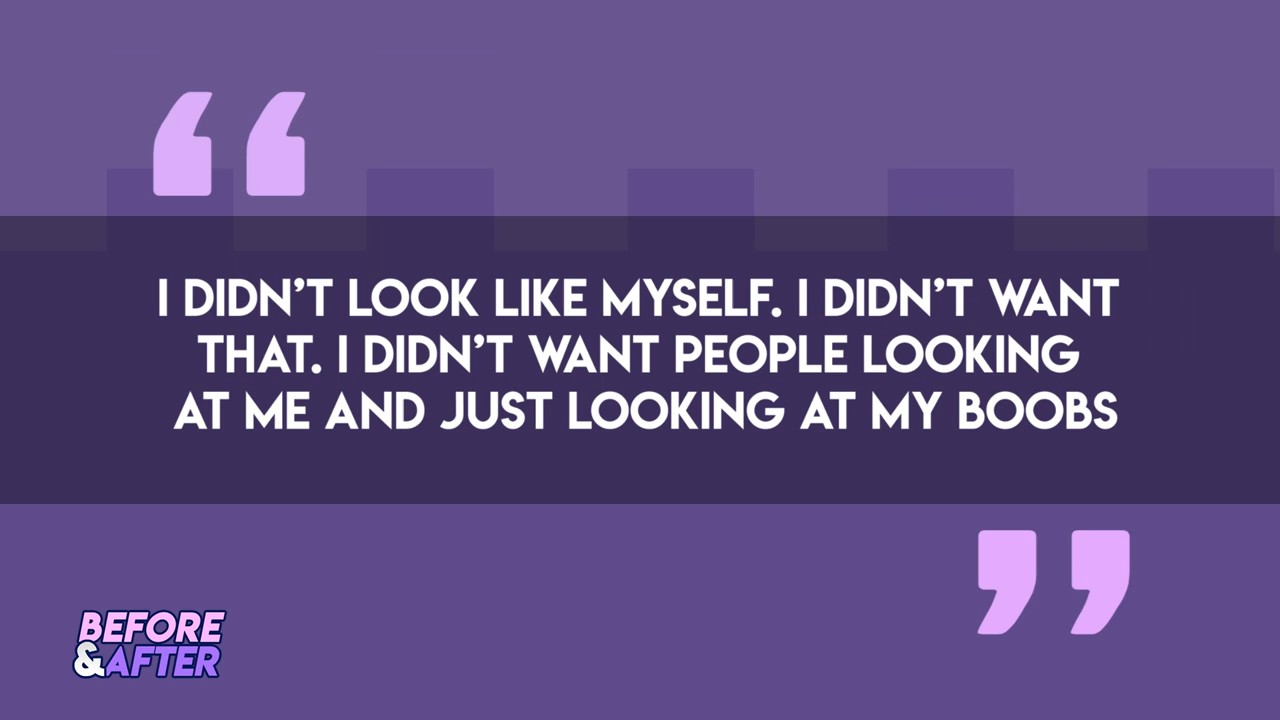 “
I DIDN’T LOOK LIKE MYSELF. I DIDN’T WANT
THAT. I DIDN’T WANT PEOPLE LOOKING
AT ME AND JUST LOOKING AT MY BOOBS
”
BEFORE
&AFTER